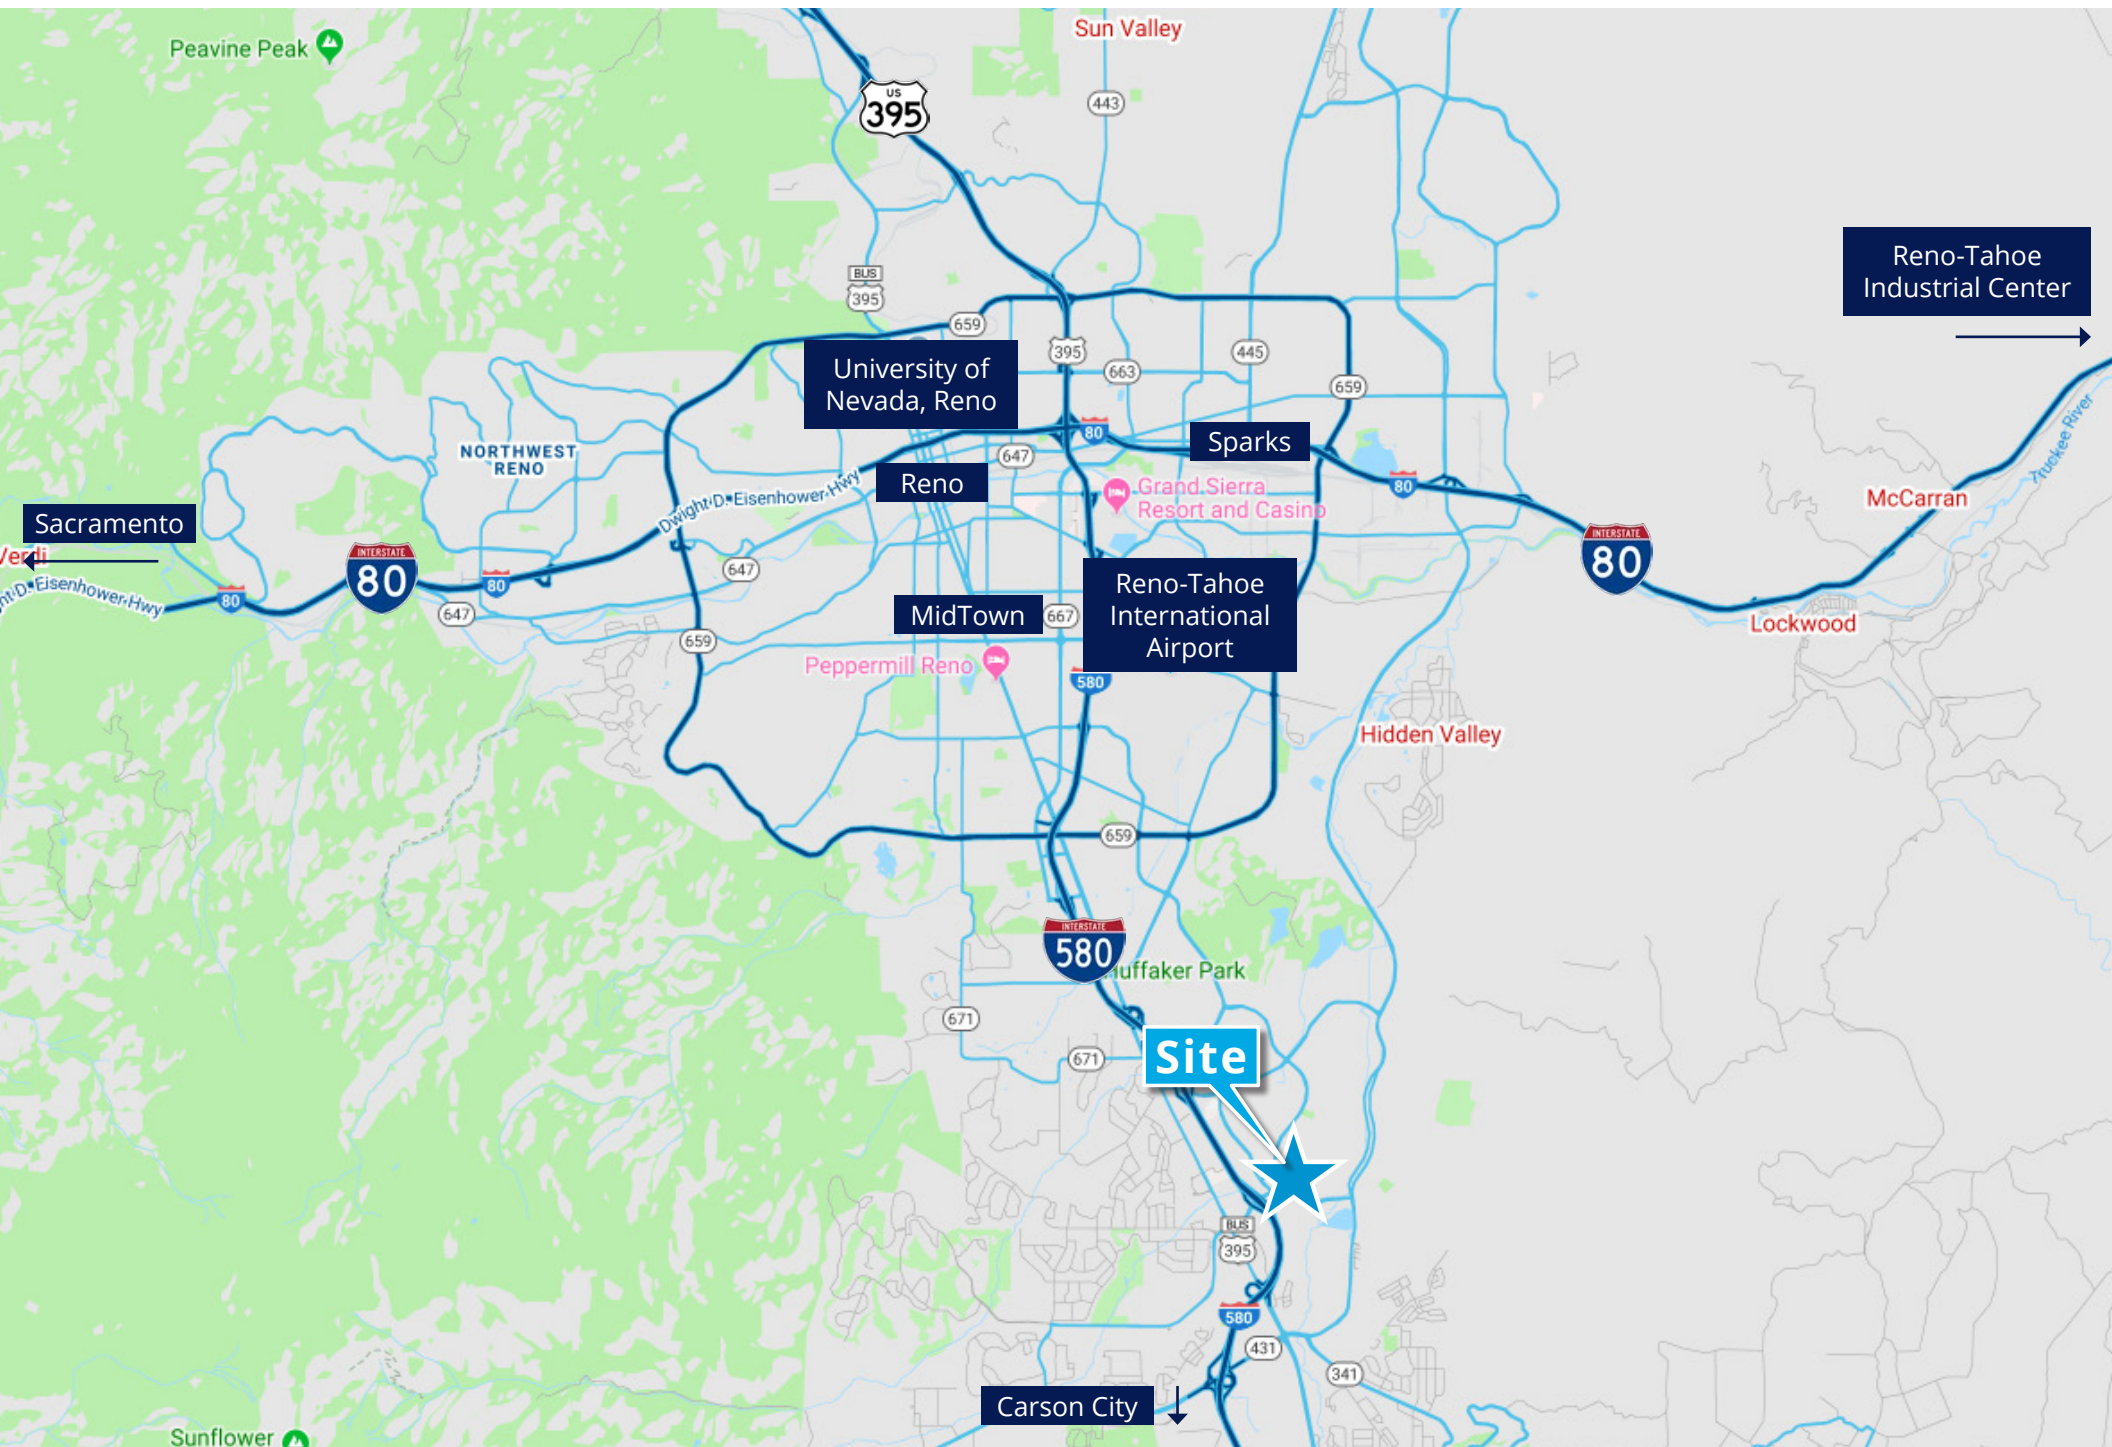 Sun Valley
Peavine Peak
US
395
443
Reno-Tahoe
Industrial Center
BUS
395
659
395
445
663
659
University of
Nevada, Reno
80
Sparks
NORTHWEST
RENO
647
Reno
Truckee River
Dwight D. Eisenhower Hwy
Grand Sierra
Resort and Casino
80
McCarran
Sacramento
Verdi
INTERSTATE
80
INTERSTATE
80
647
80
80
Eisenhower Hwy
647
Reno-Tahoe
International
Airport
MidTown
667
659
Lockwood
Peppermill Reno
580
Hidden Valley
659
INTERSTATE
580
Huffaker Park
671
671
Site
BUS
395
580
431
341
Carson City
Sunflower